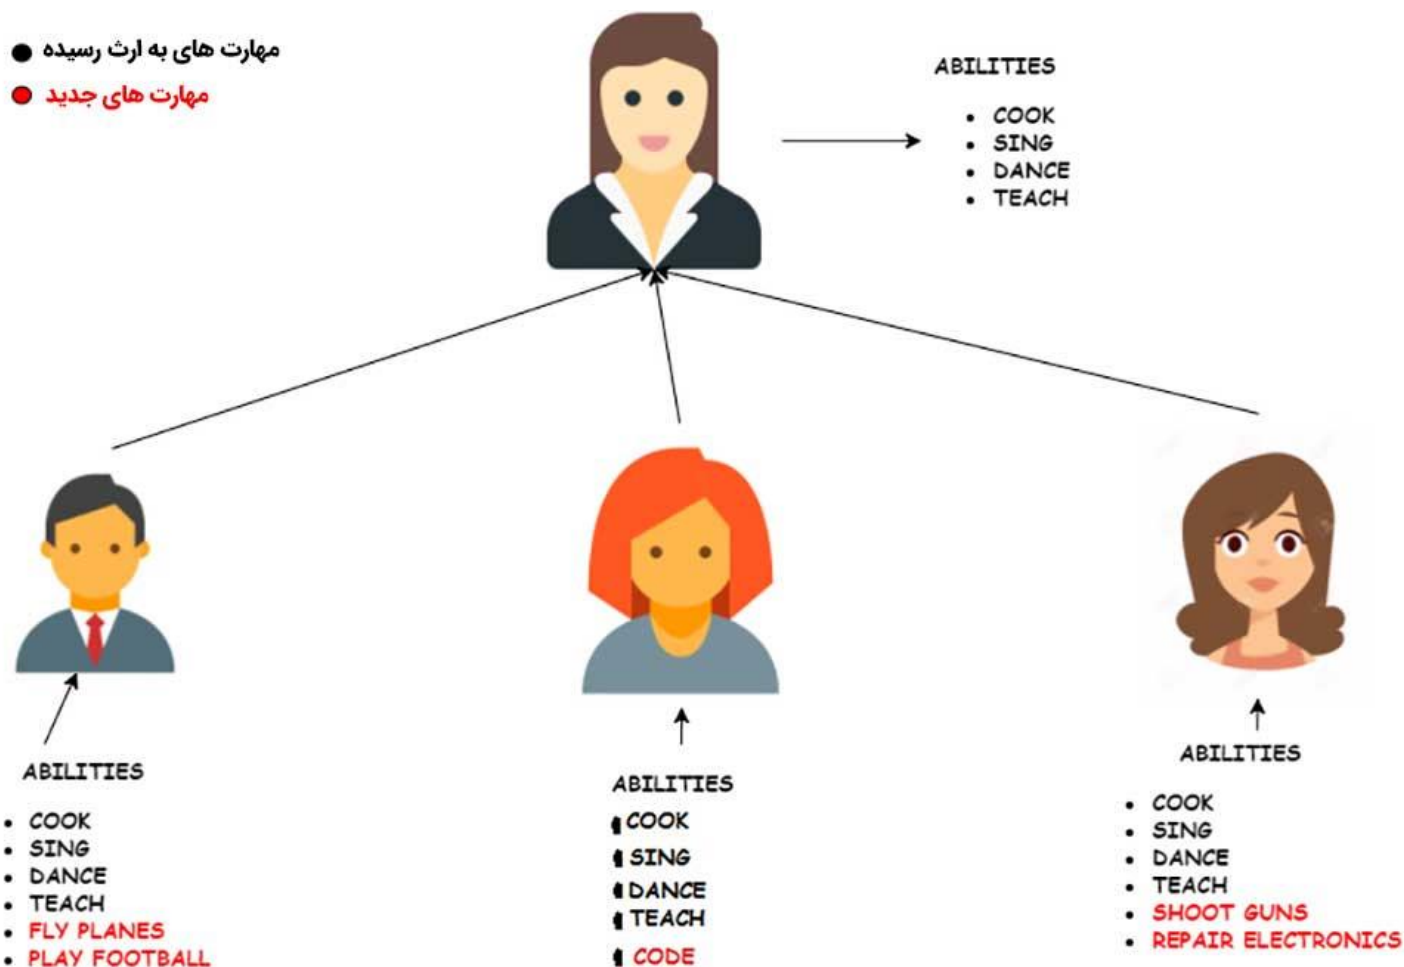 مهارت های به ارث رسیده
مهارت های جدید
ABILITIES
COOK
SING
DANCE
TEACH
ABILITIES
COOK
SING
DANCE
TEACH
FLY PLANES
PLAY FOOTBALL
ABILITIES
COOK
SING
DANCE
TEACH
CODE
ABILITIES
COOK
SING
DANCE
TEACH
SHOOT GUNS
REPAIR ELECTRONICS